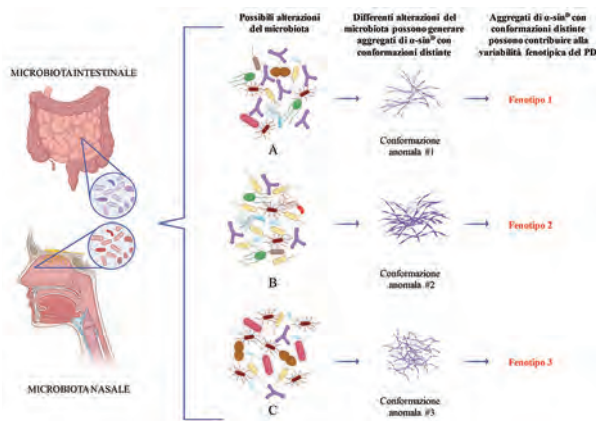 Possibili alterazioni
del microbiota
Differenti alterazioni del
microbiota possono generare
aggregati di α-sinᴰ con
conformazioni distinte
Aggregati di α-sinᴰ con
conformazioni distinte
possono contribuire alla
variabilità fenotipica del PD
MICROBIOTA INTESTINALE
MICROBIOTA NASALE
A
Conformazione
anomala #1
Fenotipo 1
B
Conformazione
anomala #2
Fenotipo 2
C
Conformazione
anomala #3
Fenotipo 3